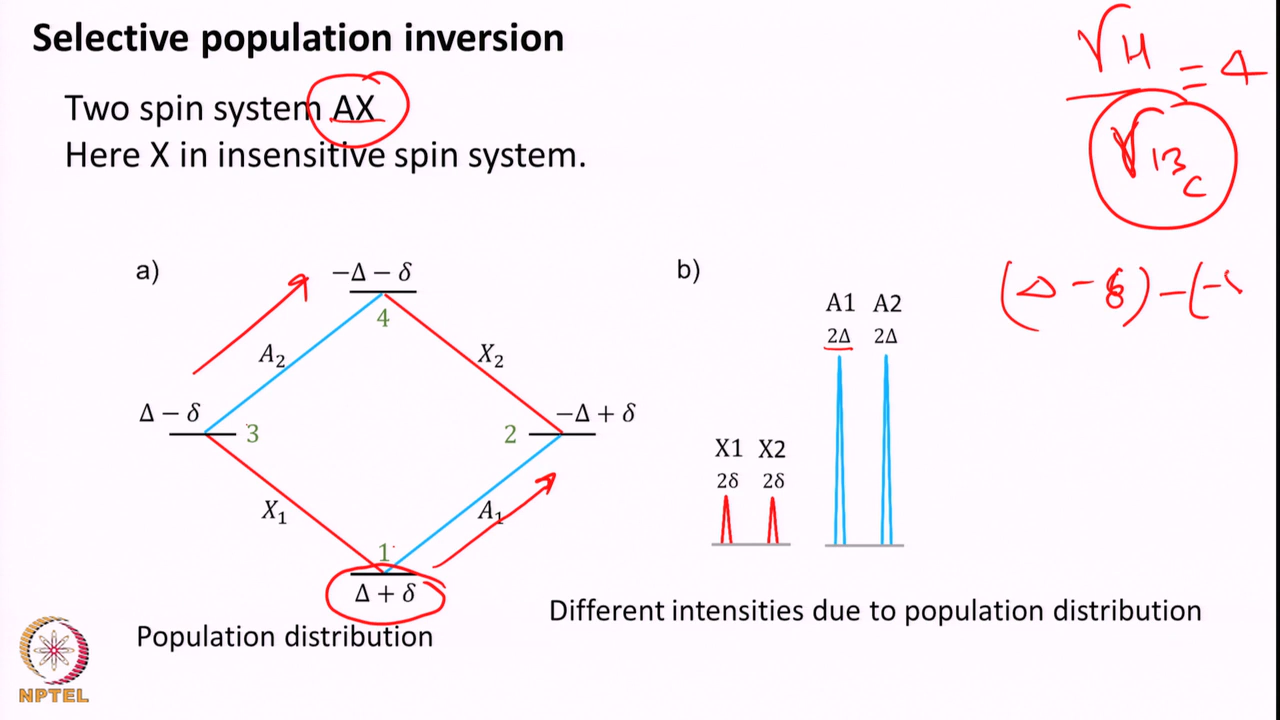 Selective population inversion
Two spin system AX
Here X in insensitive spin system.
γH
= 4
γ13C
a)
−Δ − δ
4
A₂
X₂
Δ − δ
3
2
−Δ + δ
X₁
A₁
1
Δ + δ
Population distribution
b)
(Δ − δ) − (−
A1 A2
2Δ 2Δ
X1 X2
2δ 2δ
Different intensities due to population distribution
NPTEL